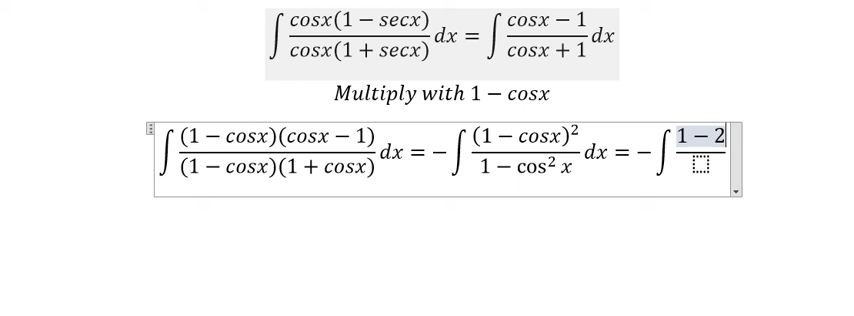 ∫ cosx(1 − secx)/cosx(1 + secx) dx = ∫ cosx − 1/cosx + 1 dx
Multiply with 1 − cosx
∫ (1 − cosx)(cosx − 1)/(1 − cosx)(1 + cosx) dx = − ∫ (1 − cosx)²/1 − cos² x dx = − ∫ 1 − 2